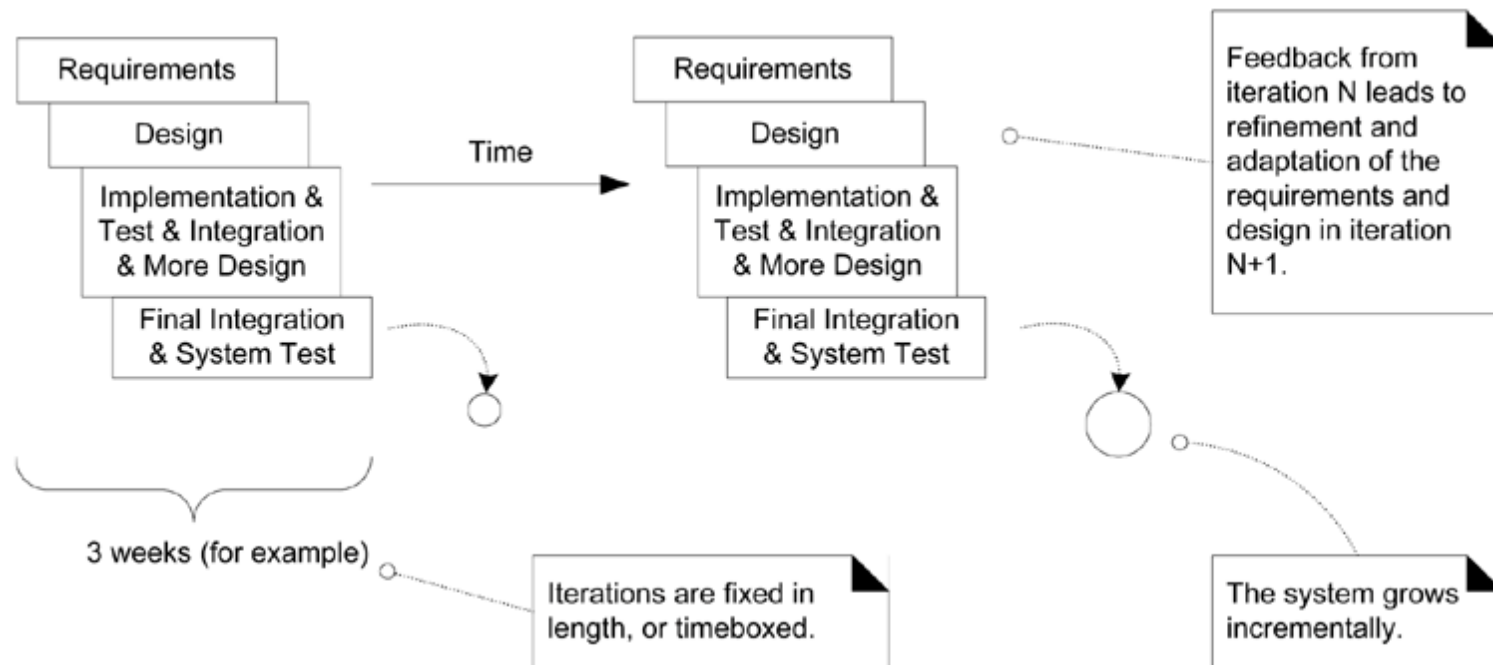 Requirements
Design
Implementation &
Test & Integration
& More Design
Final Integration
& System Test
3 weeks (for example)
Time
Requirements
Design
Implementation &
Test & Integration
& More Design
Final Integration
& System Test
Feedback from
iteration N leads to
refinement and
adaptation of the
requirements and
design in iteration
N+1.
Iterations are fixed in
length, or timeboxed.
The system grows
incrementally.